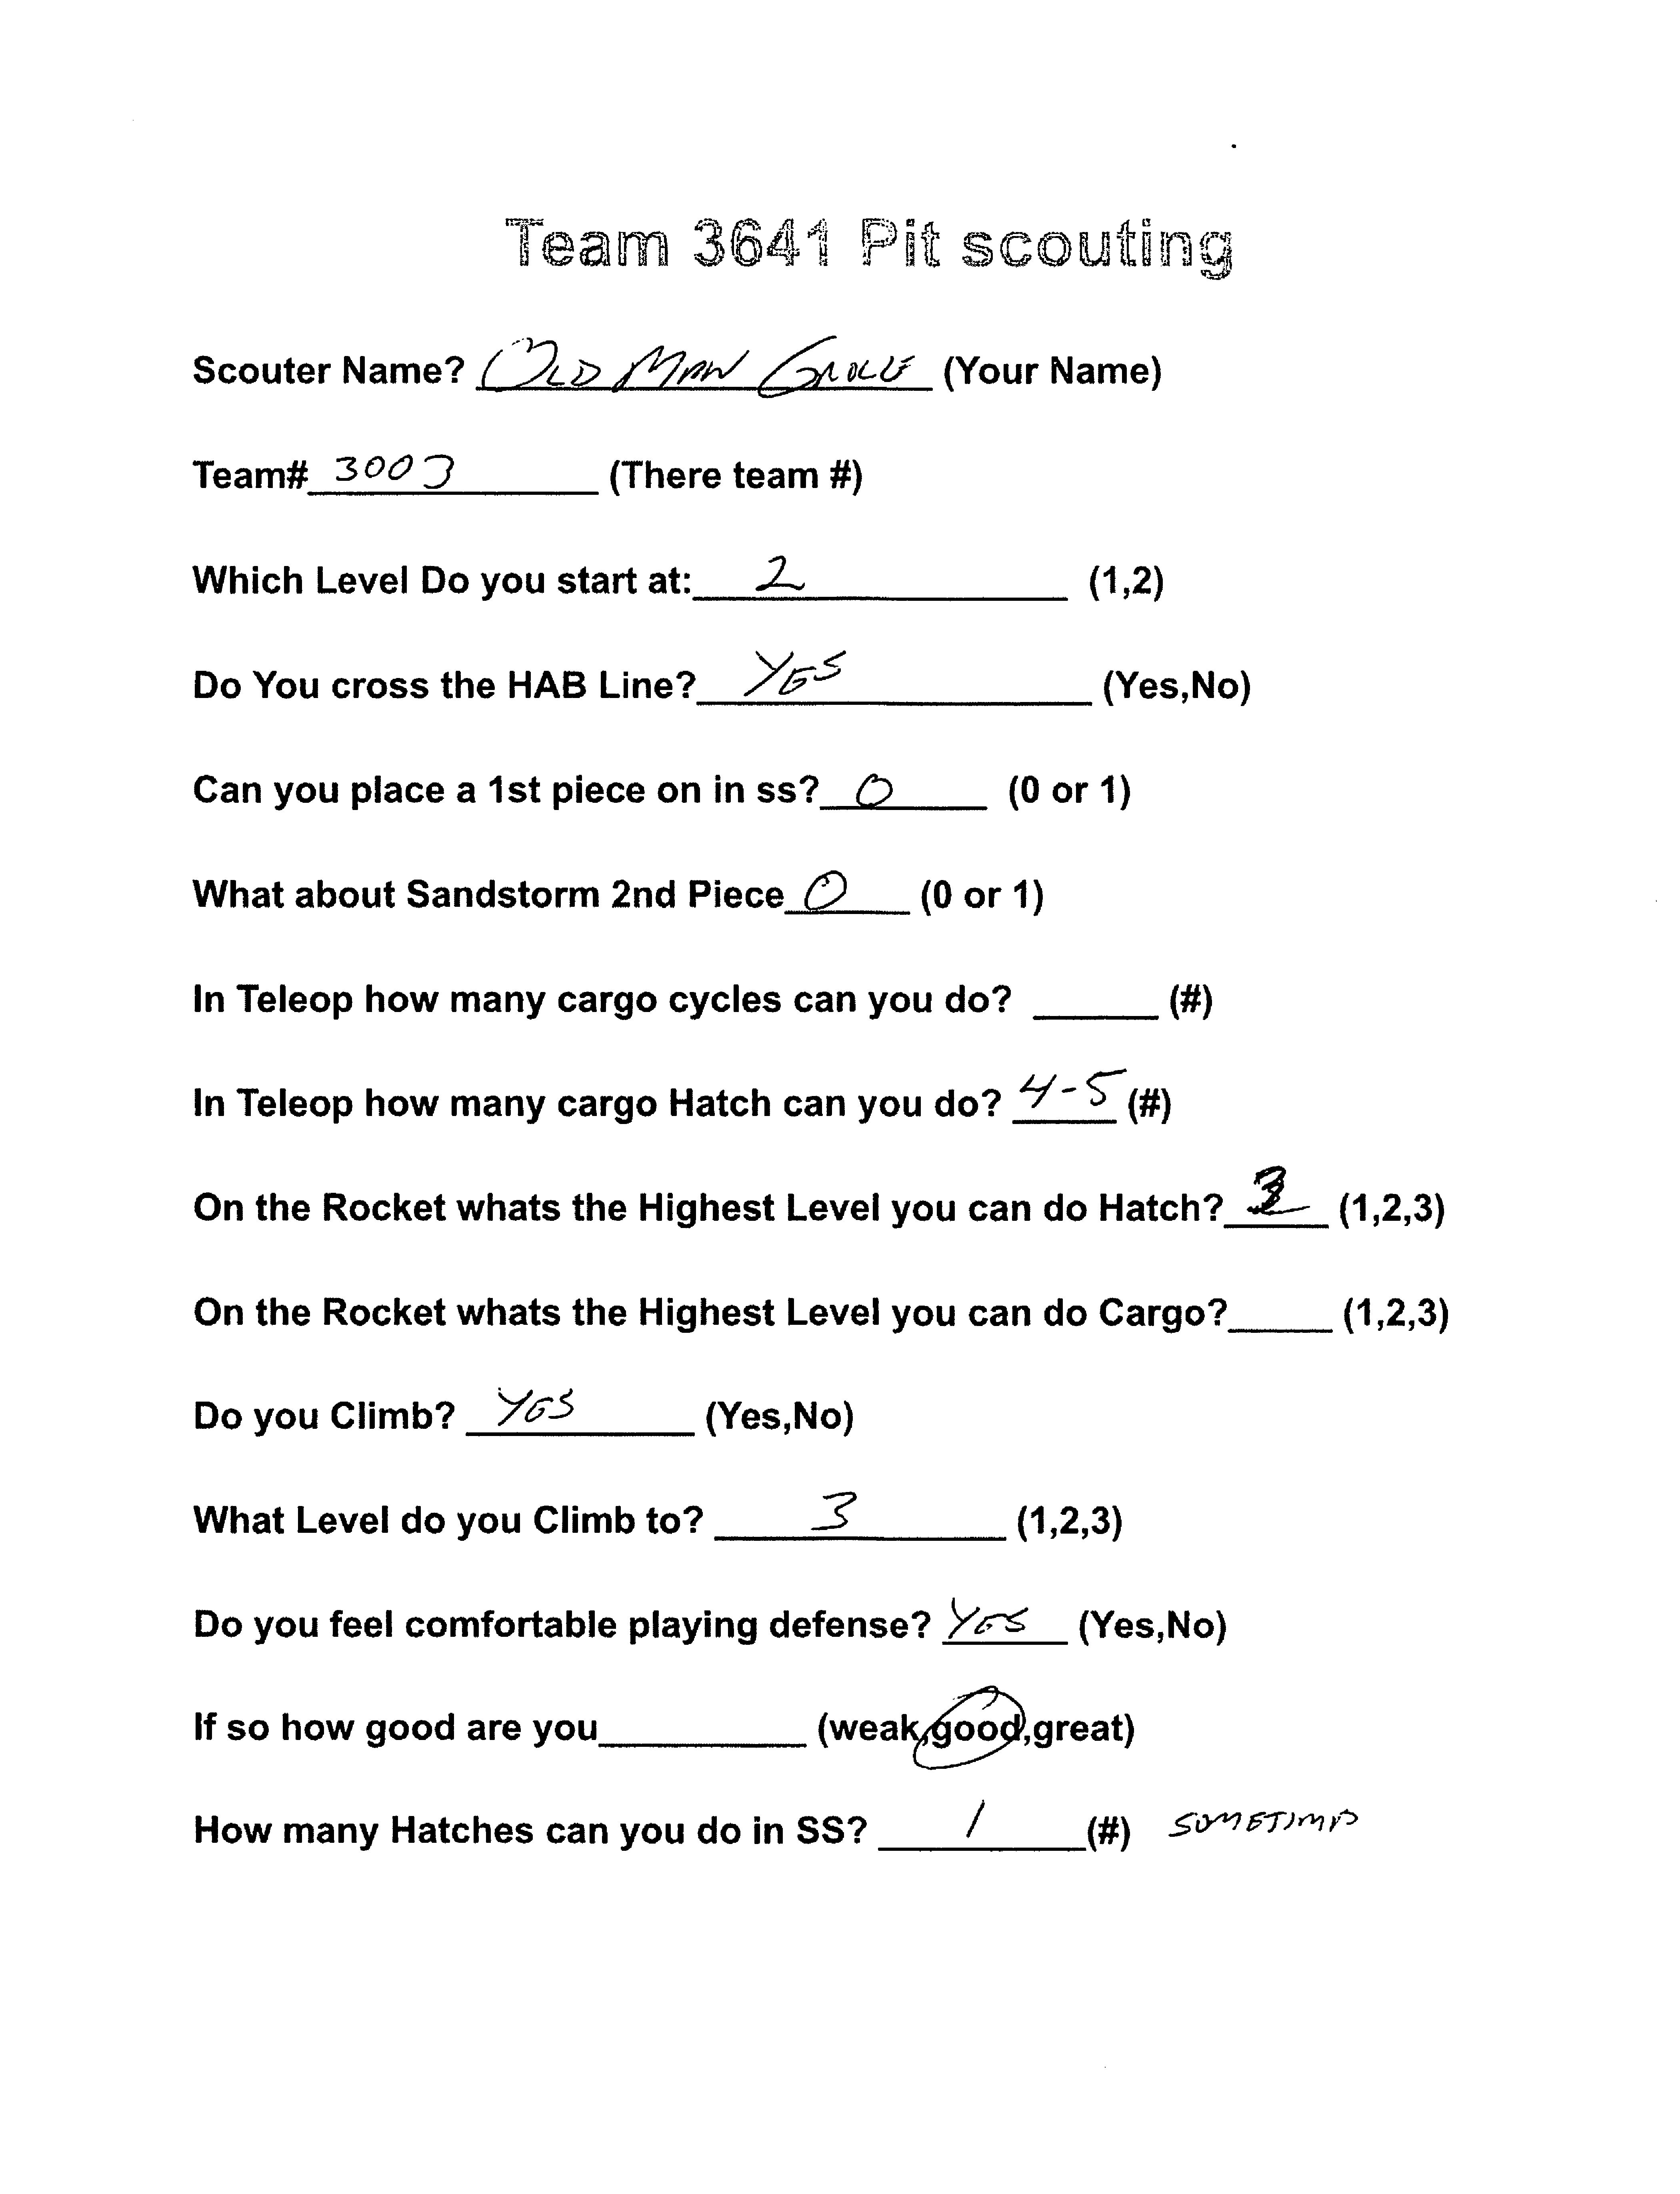 Team 3641 Pit scouting
Scouter Name? OLD MAN (Your Name)
Team# 3003 (There team #)
Which Level Do you start at: 2 (1,2)
Do You cross the HAB Line? YES (Yes,No)
Can you place a 1st piece on in ss? 0 (0 or 1)
What about Sandstorm 2nd Piece 0 (0 or 1)
In Teleop how many cargo cycles can you do? ______ (#)
In Teleop how many cargo Hatch can you do? 4-5 (#)
On the Rocket whats the Highest Level you can do Hatch? (1,2,3)
On the Rocket whats the Highest Level you can do Cargo?_____ (1,2,3)
Do you Climb? YES (Yes,No)
What Level do you Climb to? 3 (1,2,3)
Do you feel comfortable playing defense? YES (Yes,No)
If so how good are you__________ (weak,good,great)
How many Hatches can you do in SS? 1 (#)